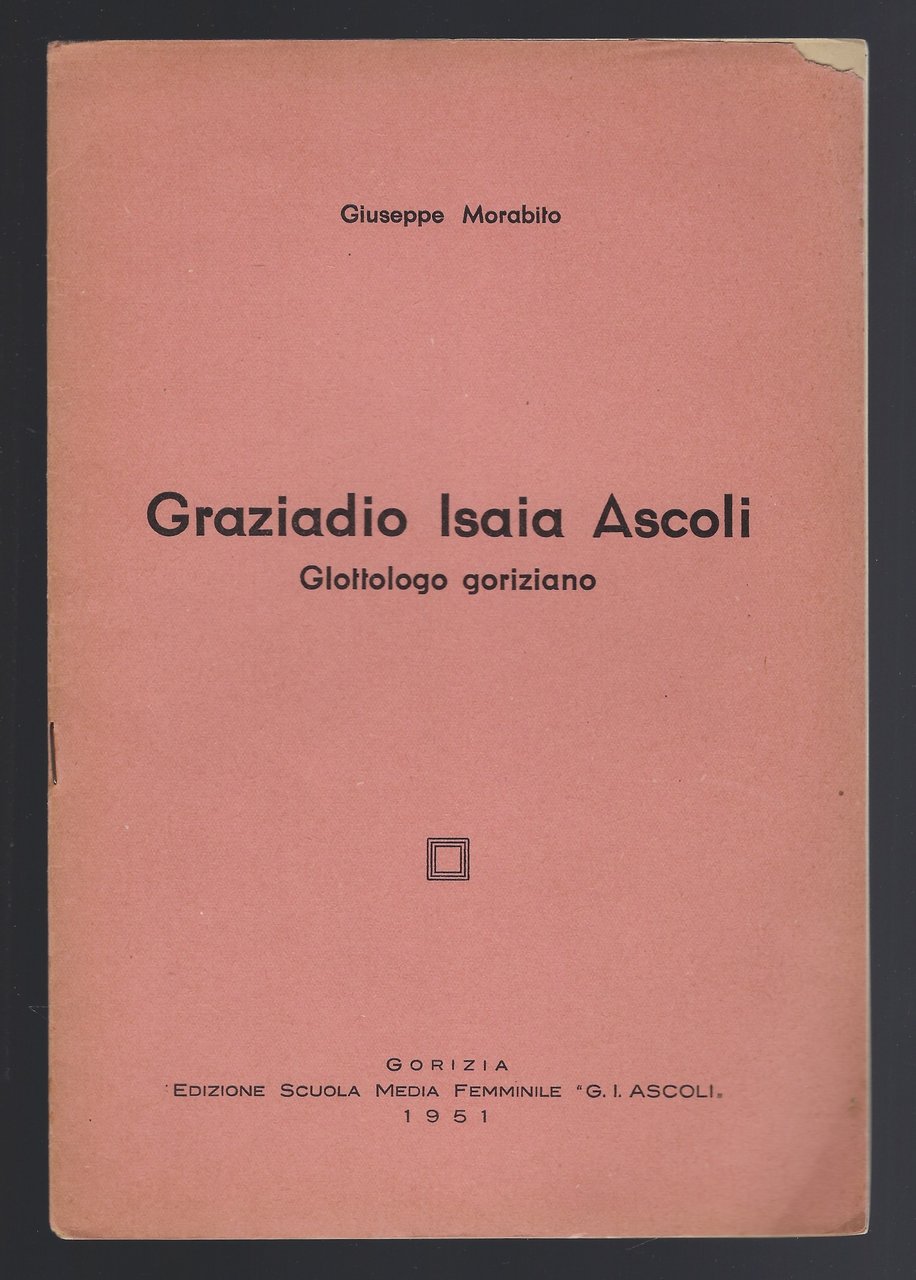 Giuseppe Morabito
Graziadio Isaia Ascoli
Glottologo goriziano
GORIZIA
EDIZIONE SCUOLA MEDIA FEMMINILE "G. I. ASCOLI„
1951